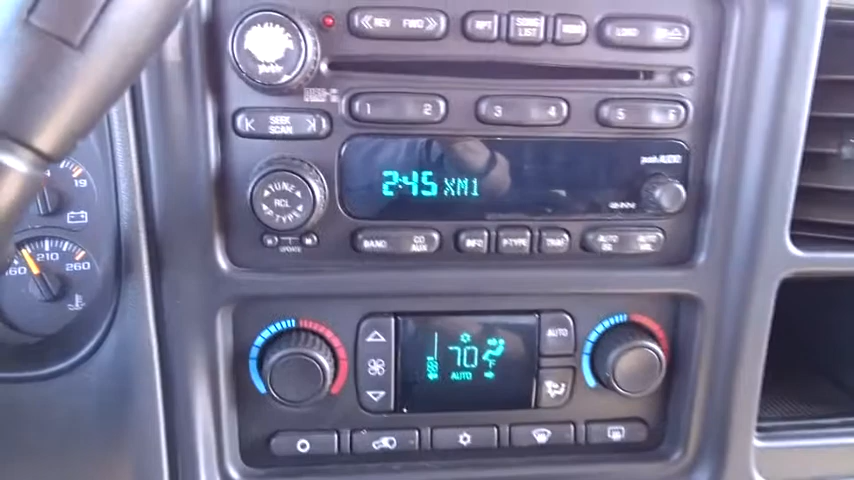 REV FWD
RPT SONG LIST
LOAD
1 2 3 4 5 6
SEEK
SCAN
push AUDIO
2:45 XM1
TUNE
RCL
P-TYPE
UPDATE
BAND CD AUX INFO P-TYPE TRAF AUTO EQ AUTO VOL
19
210
160 260
70 F
AUTO
AUTO